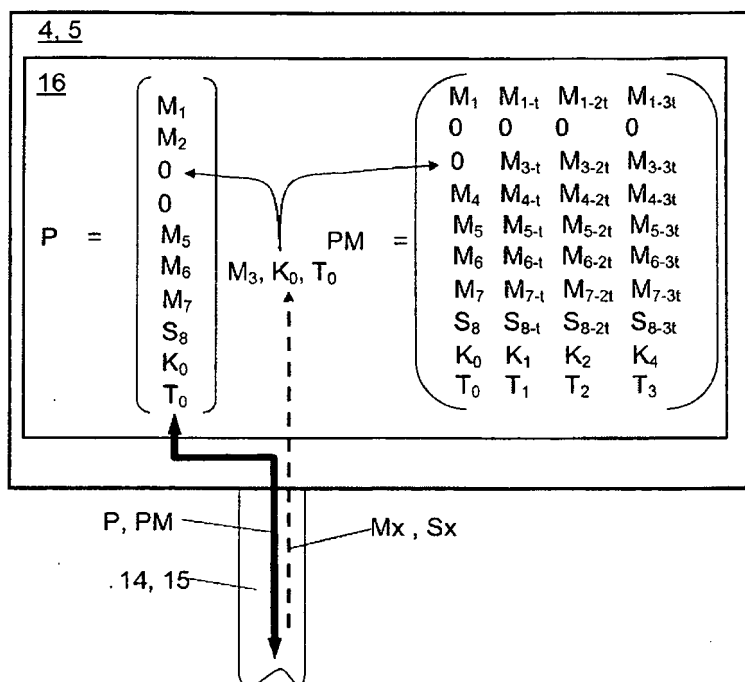 4, 5
16
P =
M₁
M₂
0
0
M₅
M₆
M₇
S₈
K₀
T₀
M₃, K₀, T₀
PM =
M₁ M₁₋ₜ M₁₋₂ₜ M₁₋₃ₜ
0 0 0 0
0 M₃₋ₜ M₃₋₂ₜ M₃₋₃ₜ
M₄ M₄₋ₜ M₄₋₂ₜ M₄₋₃ₜ
M₅ M₅₋ₜ M₅₋₂ₜ M₅₋₃ₜ
M₆ M₆₋ₜ M₆₋₂ₜ M₆₋₃ₜ
M₇ M₇₋ₜ M₇₋₂ₜ M₇₋₃ₜ
S₈ S₈₋ₜ S₈₋₂ₜ S₈₋₃ₜ
K₀ K₁ K₂ K₄
T₀ T₁ T₂ T₃
P, PM
Mx , Sx
14, 15